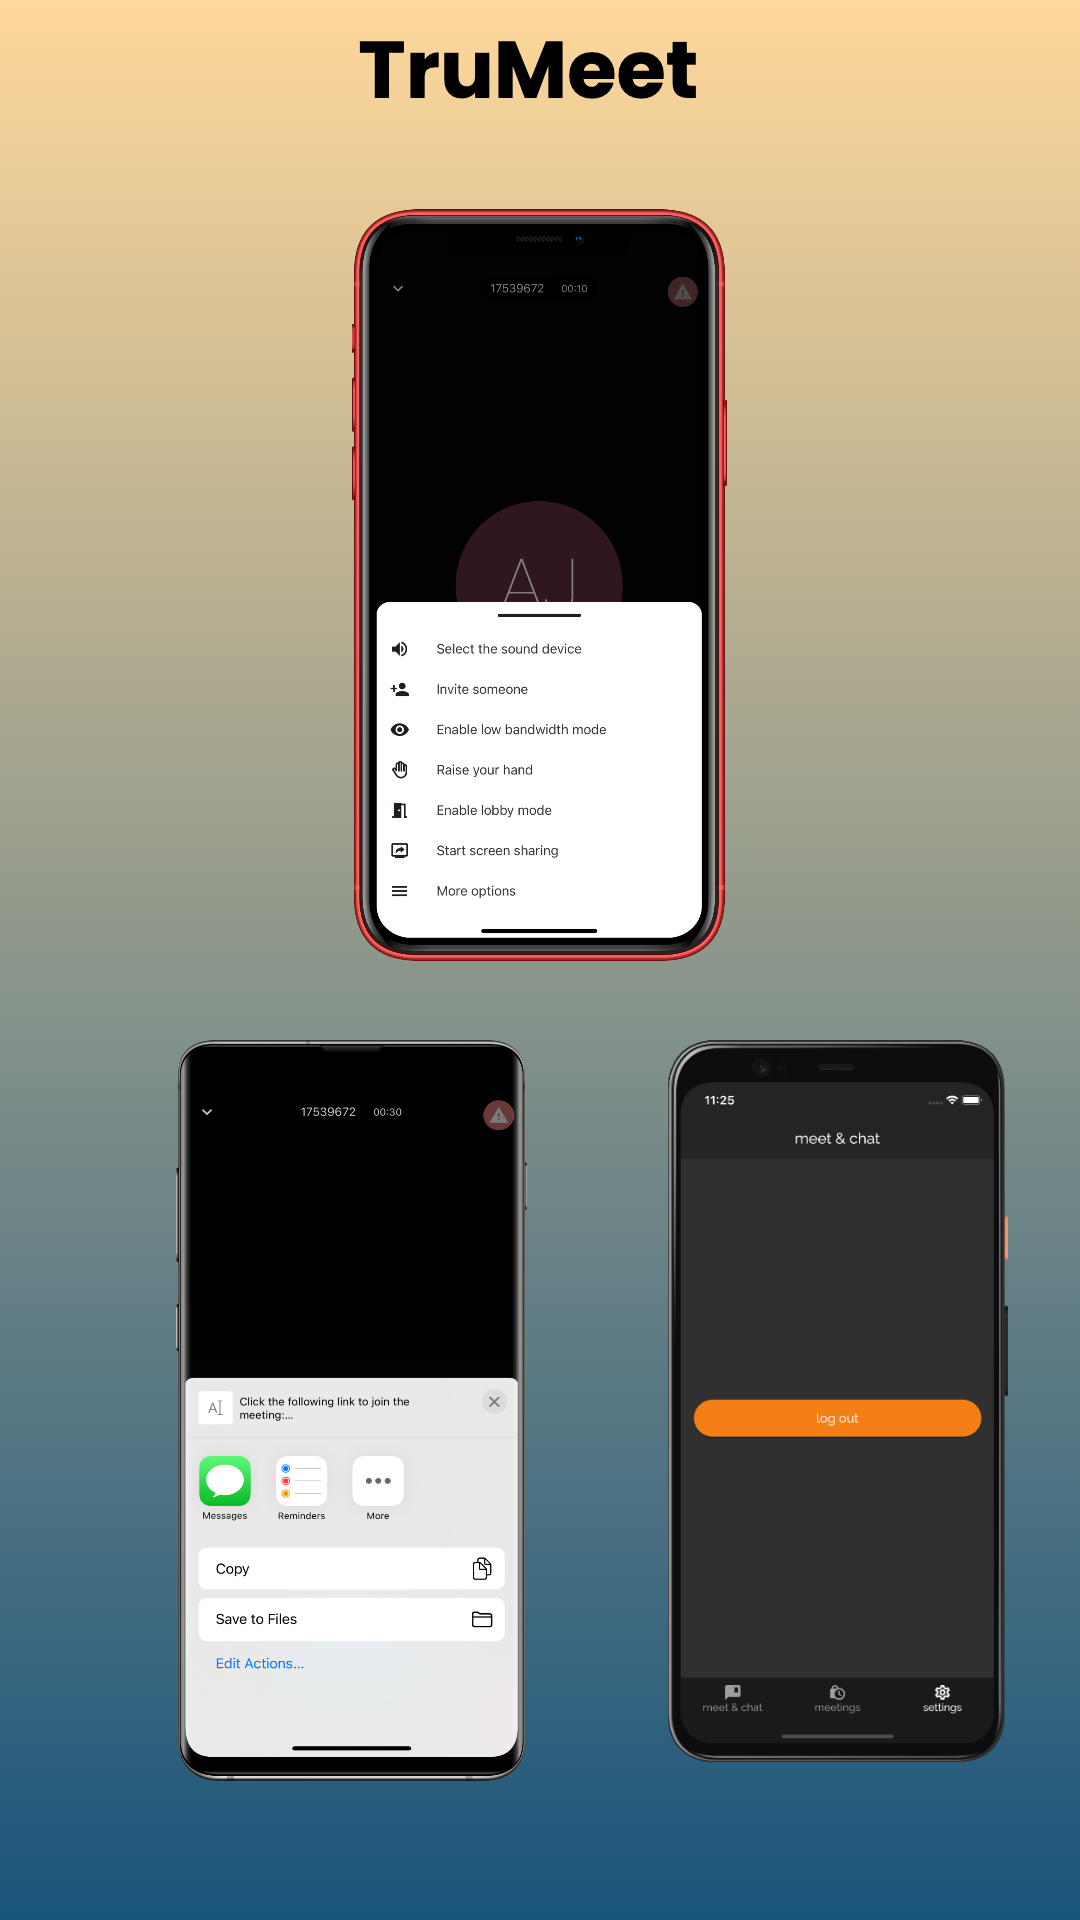 TruMeet
17539672 00:10
AJ
Select the sound device
Invite someone
Enable low bandwidth mode
Raise your hand
Enable lobby mode
Start screen sharing
More options
17539672 00:30
Click the following link to join the
meeting:...
Messages Reminders More
Copy
Save to Files
Edit Actions...
11:25
meet & chat
log out
meet & chat meetings settings